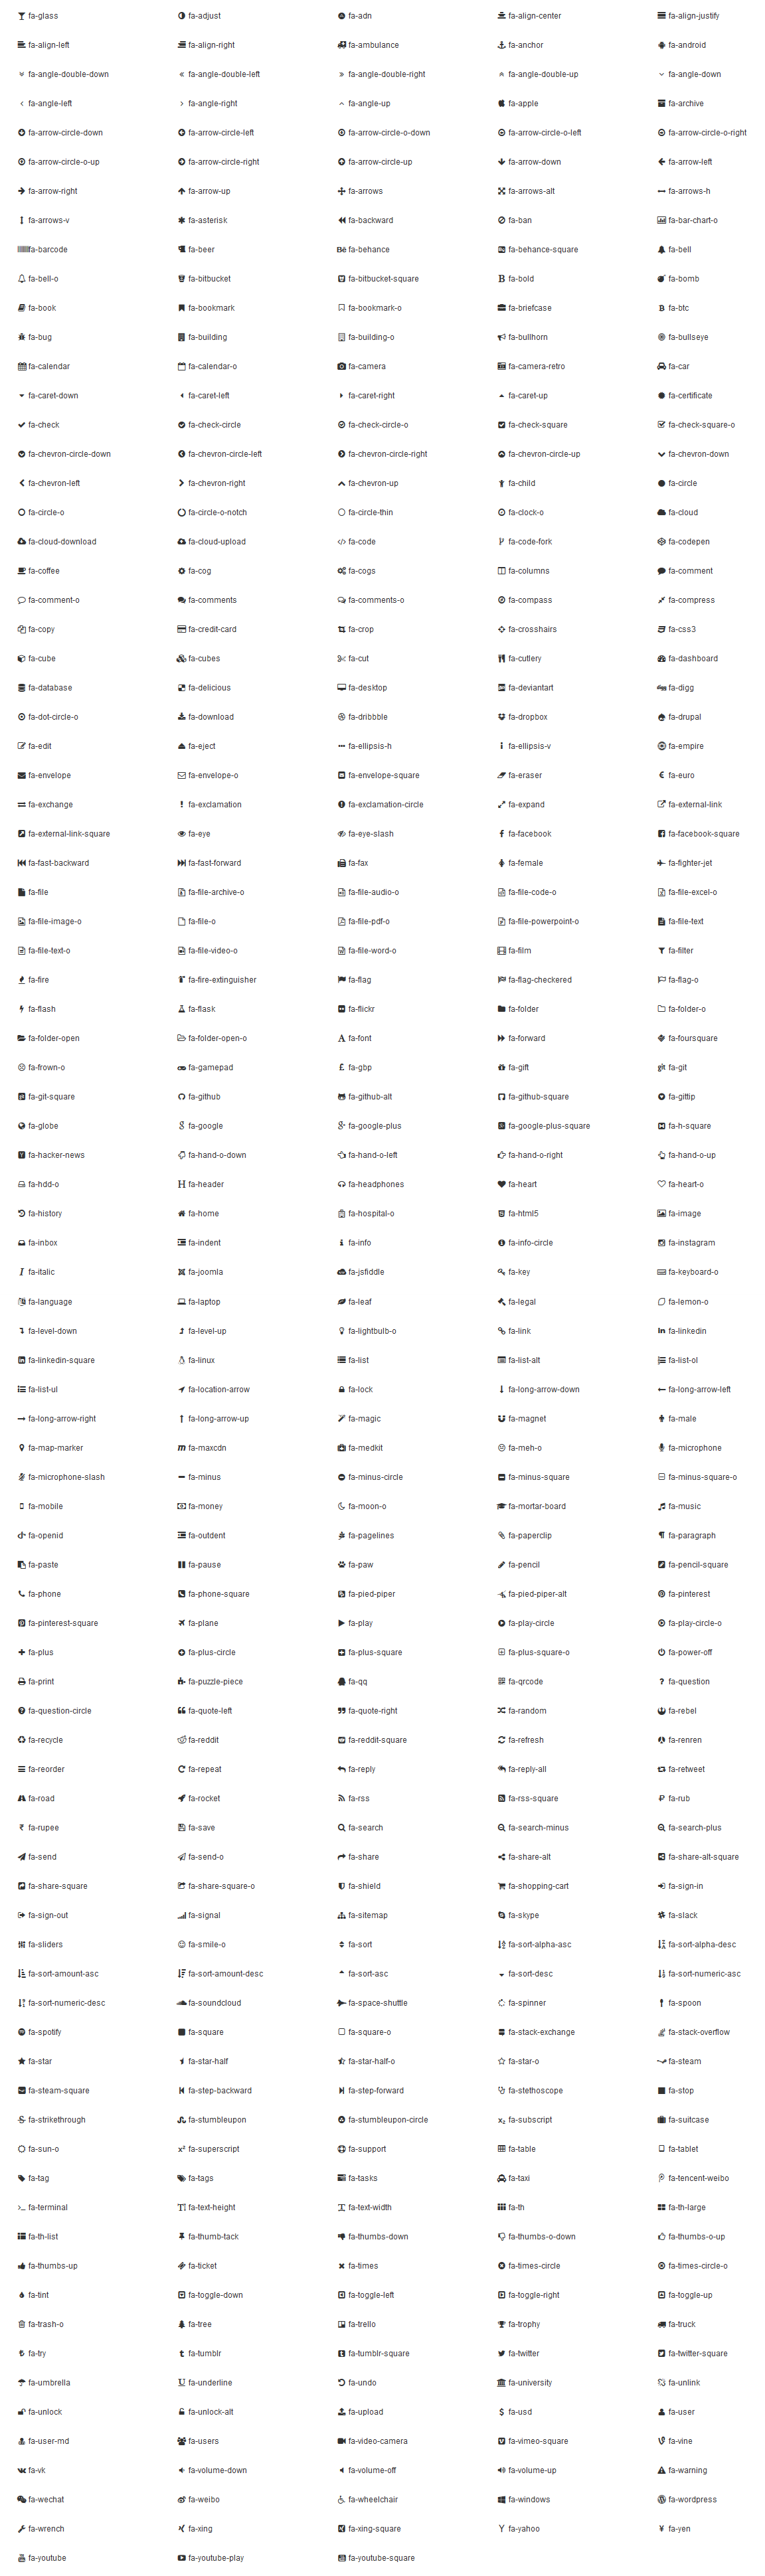 fa-glass fa-adjust fa-adn fa-align-center fa-align-justify
fa-align-left fa-align-right fa-ambulance fa-anchor fa-android
fa-angle-double-down fa-angle-double-left fa-angle-double-right fa-angle-double-up fa-angle-down
fa-angle-left fa-angle-right fa-angle-up fa-apple fa-archive
fa-arrow-circle-down fa-arrow-circle-left fa-arrow-circle-o-down fa-arrow-circle-o-left fa-arrow-circle-o-right
fa-arrow-circle-o-up fa-arrow-circle-right fa-arrow-circle-up fa-arrow-down fa-arrow-left
fa-arrow-right fa-arrow-up fa-arrows fa-arrows-alt fa-arrows-h
fa-arrows-v fa-asterisk fa-backward fa-ban fa-bar-chart-o
fa-barcode fa-beer fa-behance fa-behance-square fa-bell
fa-bell-o fa-bitbucket fa-bitbucket-square fa-bold fa-bomb
fa-book fa-bookmark fa-bookmark-o fa-briefcase fa-btc
fa-bug fa-building fa-building-o fa-bullhorn fa-bullseye
fa-calendar fa-calendar-o fa-camera fa-camera-retro fa-car
fa-caret-down fa-caret-left fa-caret-right fa-caret-up fa-certificate
fa-check fa-check-circle fa-check-circle-o fa-check-square fa-check-square-o
fa-chevron-circle-down fa-chevron-circle-left fa-chevron-circle-right fa-chevron-circle-up fa-chevron-down
fa-chevron-left fa-chevron-right fa-chevron-up fa-child fa-circle
fa-circle-o fa-circle-o-notch fa-circle-thin fa-clock-o fa-cloud
fa-cloud-download fa-cloud-upload fa-code fa-code-fork fa-codepen
fa-coffee fa-cog fa-cogs fa-columns fa-comment
fa-comment-o fa-comments fa-comments-o fa-compass fa-compress
fa-copy fa-credit-card fa-crop fa-crosshairs fa-css3
fa-cube fa-cubes fa-cut fa-cutlery fa-dashboard
fa-database fa-delicious fa-desktop fa-deviantart fa-digg
fa-dot-circle-o fa-download fa-dribbble fa-dropbox fa-drupal
fa-edit fa-eject fa-ellipsis-h fa-ellipsis-v fa-empire
fa-envelope fa-envelope-o fa-envelope-square fa-eraser fa-euro
fa-exchange fa-exclamation fa-exclamation-circle fa-expand fa-external-link
fa-external-link-square fa-eye fa-eye-slash fa-facebook fa-facebook-square
fa-fast-backward fa-fast-forward fa-fax fa-female fa-fighter-jet
fa-file fa-file-archive-o fa-file-audio-o fa-file-code-o fa-file-excel-o
fa-file-image-o fa-file-o fa-file-pdf-o fa-file-powerpoint-o fa-file-text
fa-file-text-o fa-file-video-o fa-file-word-o fa-film fa-filter
fa-fire fa-fire-extinguisher fa-flag fa-flag-checkered fa-flag-o
fa-flash fa-flask fa-flickr fa-folder fa-folder-o
fa-folder-open fa-folder-open-o fa-font fa-forward fa-foursquare
fa-frown-o fa-gamepad fa-gbp fa-gift fa-git
fa-git-square fa-github fa-github-alt fa-github-square fa-gittip
fa-globe fa-google fa-google-plus fa-google-plus-square fa-h-square
fa-hacker-news fa-hand-o-down fa-hand-o-left fa-hand-o-right fa-hand-o-up
fa-hdd-o fa-header fa-headphones fa-heart fa-heart-o
fa-history fa-home fa-hospital-o fa-html5 fa-image
fa-inbox fa-indent fa-info fa-info-circle fa-instagram
fa-italic fa-joomla fa-jsfiddle fa-key fa-keyboard-o
fa-language fa-laptop fa-leaf fa-legal fa-lemon-o
fa-level-down fa-level-up fa-lightbulb-o fa-link fa-linkedin
fa-linkedin-square fa-linux fa-list fa-list-alt fa-list-ol
fa-list-ul fa-location-arrow fa-lock fa-long-arrow-down fa-long-arrow-left
fa-long-arrow-right fa-long-arrow-up fa-magic fa-magnet fa-male
fa-map-marker fa-maxcdn fa-medkit fa-meh-o fa-microphone
fa-microphone-slash fa-minus fa-minus-circle fa-minus-square fa-minus-square-o
fa-mobile fa-money fa-moon-o fa-mortar-board fa-music
fa-openid fa-outdent fa-pagelines fa-paperclip fa-paragraph
fa-paste fa-pause fa-paw fa-pencil fa-pencil-square
fa-phone fa-phone-square fa-pied-piper fa-pied-piper-alt fa-pinterest
fa-pinterest-square fa-plane fa-play fa-play-circle fa-play-circle-o
fa-plus fa-plus-circle fa-plus-square fa-plus-square-o fa-power-off
fa-print fa-puzzle-piece fa-qq fa-qrcode fa-question
fa-question-circle fa-quote-left fa-quote-right fa-random fa-rebel
fa-recycle fa-reddit fa-reddit-square fa-refresh fa-renren
fa-reorder fa-repeat fa-reply fa-reply-all fa-retweet
fa-road fa-rocket fa-rss fa-rss-square fa-rub
fa-rupee fa-save fa-search fa-search-minus fa-search-plus
fa-send fa-send-o fa-share fa-share-alt fa-share-alt-square
fa-share-square fa-share-square-o fa-shield fa-shopping-cart fa-sign-in
fa-sign-out fa-signal fa-sitemap fa-skype fa-slack
fa-sliders fa-smile-o fa-sort fa-sort-alpha-asc fa-sort-alpha-desc
fa-sort-amount-asc fa-sort-amount-desc fa-sort-asc fa-sort-desc fa-sort-numeric-asc
fa-sort-numeric-desc fa-soundcloud fa-space-shuttle fa-spinner fa-spoon
fa-spotify fa-square fa-square-o fa-stack-exchange fa-stack-overflow
fa-star fa-star-half fa-star-half-o fa-star-o fa-steam
fa-steam-square fa-step-backward fa-step-forward fa-stethoscope fa-stop
fa-strikethrough fa-stumbleupon fa-stumbleupon-circle fa-subscript fa-suitcase
fa-sun-o fa-superscript fa-support fa-table fa-tablet
fa-tag fa-tags fa-tasks fa-taxi fa-tencent-weibo
fa-terminal fa-text-height fa-text-width fa-th fa-th-large
fa-th-list fa-thumb-tack fa-thumbs-down fa-thumbs-o-down fa-thumbs-o-up
fa-thumbs-up fa-ticket fa-times fa-times-circle fa-times-circle-o
fa-tint fa-toggle-down fa-toggle-left fa-toggle-right fa-toggle-up
fa-trash-o fa-tree fa-trello fa-trophy fa-truck
fa-try fa-tumblr fa-tumblr-square fa-twitter fa-twitter-square
fa-umbrella fa-underline fa-undo fa-university fa-unlink
fa-unlock fa-unlock-alt fa-upload fa-usd fa-user
fa-user-md fa-users fa-video-camera fa-vimeo-square fa-vine
fa-vk fa-volume-down fa-volume-off fa-volume-up fa-warning
fa-wechat fa-weibo fa-wheelchair fa-windows fa-wordpress
fa-wrench fa-xing fa-xing-square fa-yahoo fa-yen
fa-youtube fa-youtube-play fa-youtube-square